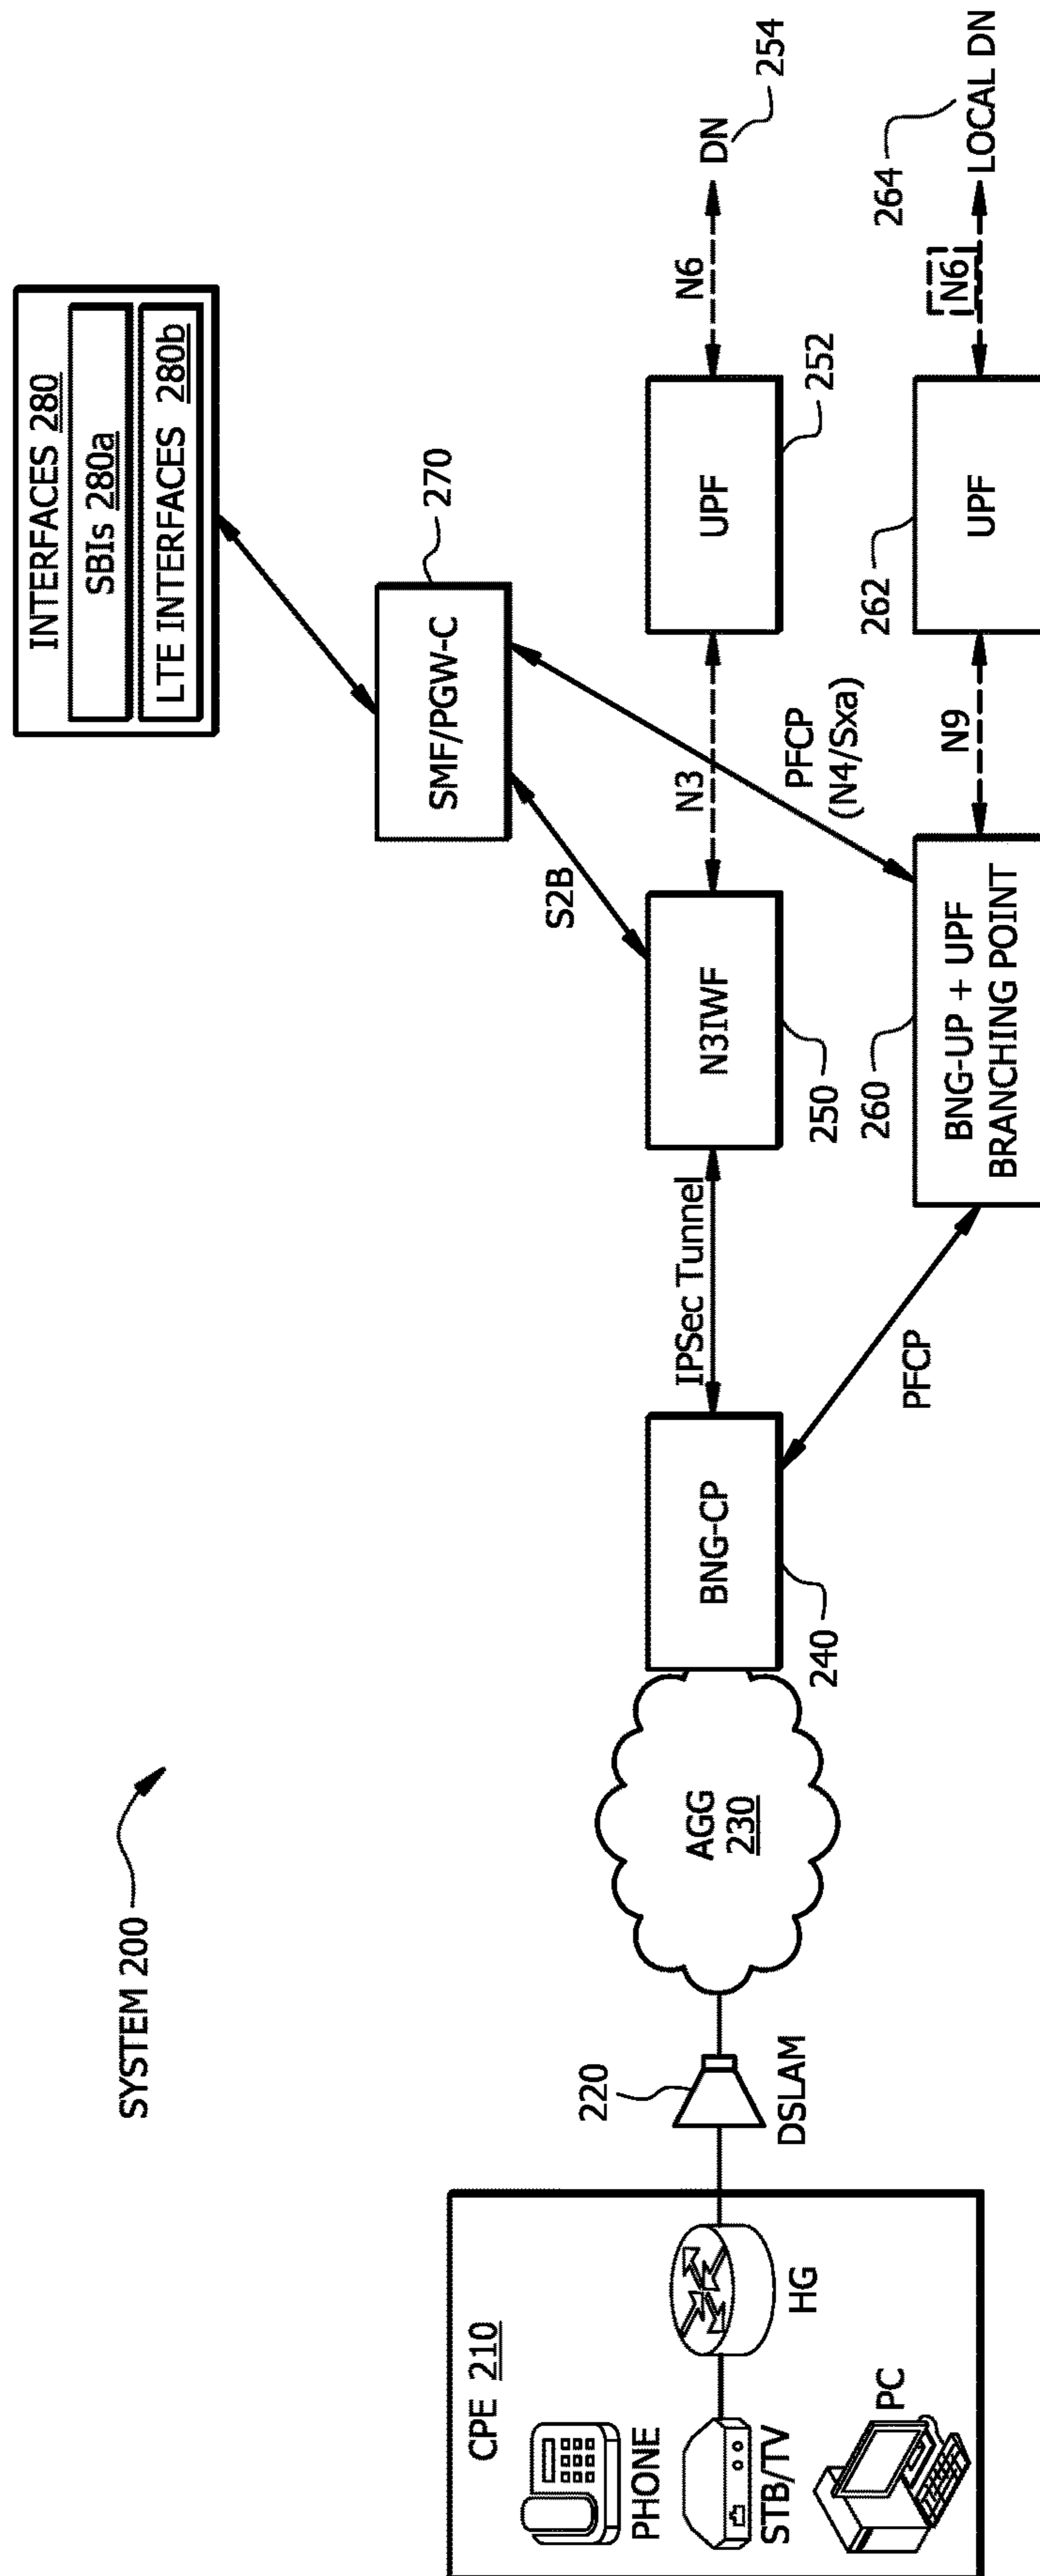 SYSTEM 200
INTERFACES 280
SBIs 280a
LTE INTERFACES 280b
SMF/PGW-C
270
S2B
PFCP
(N4/Sxa)
CPE 210
PHONE
STB/TV
PC
HG
220
DSLAM
AGG
230
BNG-CP
240
IPSec Tunnel
N3IWF
250
N3
UPF
252
N6
DN
254
PFCP
BNG-UP + UPF
BRANCHING POINT
260
N9
UPF
262
N6
LOCAL DN
264